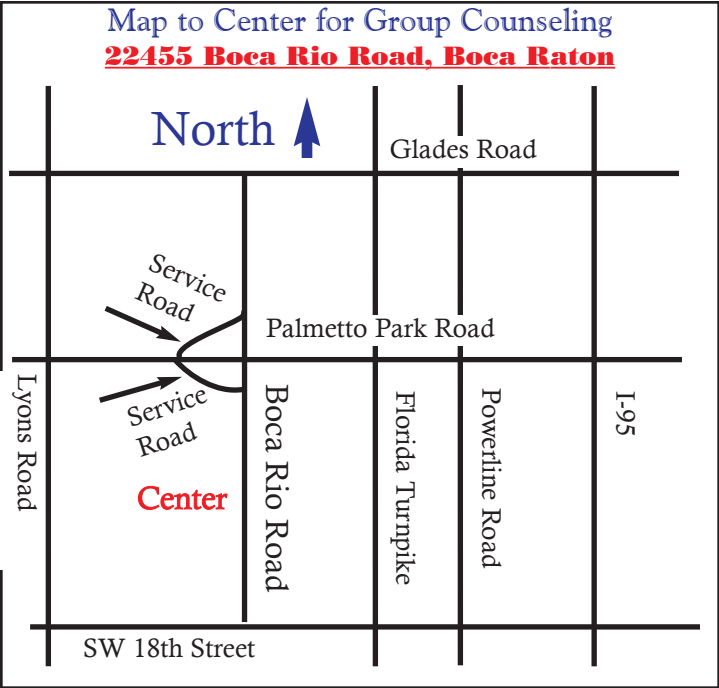 Map to Center for Group Counseling
22455 Boca Rio Road, Boca Raton
North
Glades Road
Service
Road
Palmetto Park Road
Service
Road
Lyons Road
Boca Rio Road
Florida Turnpike
Powerline Road
I-95
Center
SW 18th Street